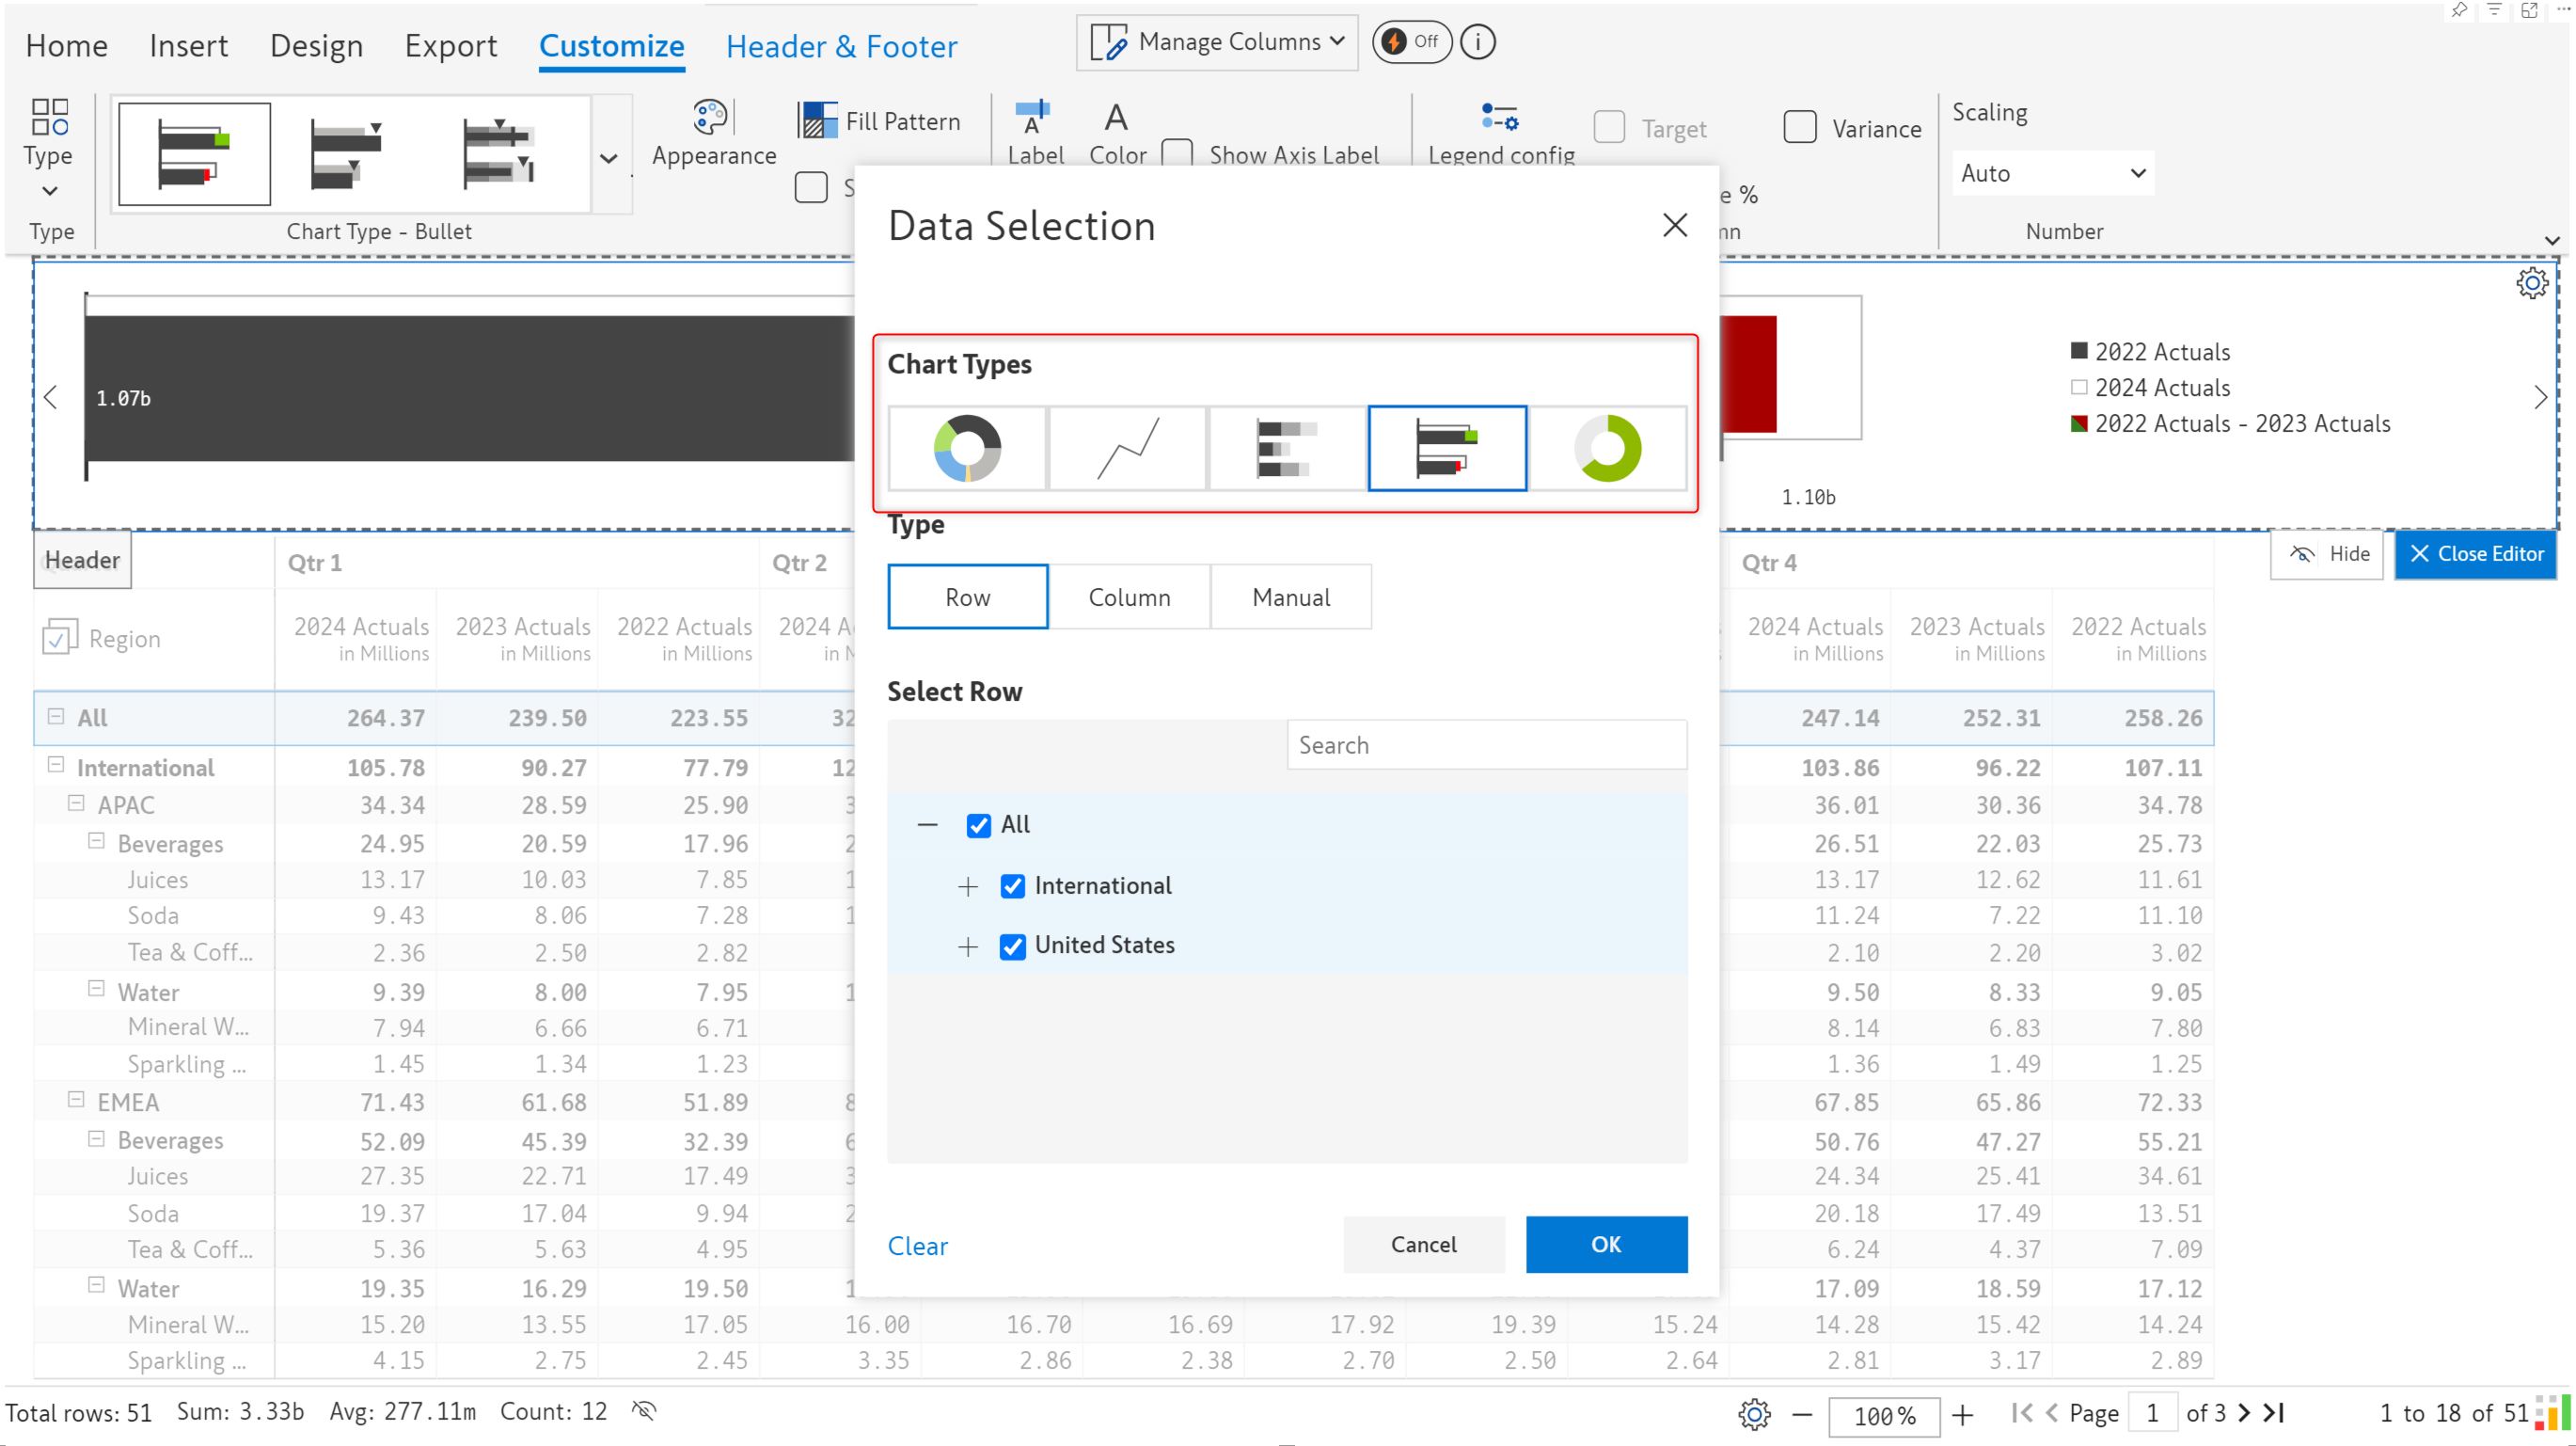 Home Insert Design Export Customize Header & Footer Manage Columns Off i
Type Appearance Fill Pattern Label Color Show Axis Label Legend config Target Variance Scaling
Auto
Type Chart Type - Bullet Number
e %
Data Selection
Chart Types
1.07b
2022 Actuals
2024 Actuals
2022 Actuals - 2023 Actuals
1.10b
Type
Row Column Manual
Hide Close Editor
Header Qtr 1 Qtr 2 Qtr 4
Region 2024 Actuals 2023 Actuals 2022 Actuals 2024 A 2024 Actuals 2023 Actuals 2022 Actuals
in Millions in Millions in Millions in in Millions in Millions in Millions
Select Row
Search
All
International
United States
Clear Cancel OK
All 264.37 239.50 223.55 32 247.14 252.31 258.26
International 105.78 90.27 77.79 12 103.86 96.22 107.11
APAC 34.34 28.59 25.90 3 36.01 30.36 34.78
Beverages 24.95 20.59 17.96 2 26.51 22.03 25.73
Juices 13.17 10.03 7.85 1 13.17 12.62 11.61
Soda 9.43 8.06 7.28 1 11.24 7.22 11.10
Tea & Coff... 2.36 2.50 2.82 2.10 2.20 3.02
Water 9.39 8.00 7.95 1 9.50 8.33 9.05
Mineral W... 7.94 6.66 6.71 8.14 6.83 7.80
Sparkling ... 1.45 1.34 1.23 1.36 1.49 1.25
EMEA 71.43 61.68 51.89 8 67.85 65.86 72.33
Beverages 52.09 45.39 32.39 6 50.76 47.27 55.21
Juices 27.35 22.71 17.49 3 24.34 25.41 34.61
Soda 19.37 17.04 9.94 2 20.18 17.49 13.51
Tea & Coff... 5.36 5.63 4.95 6.24 4.37 7.09
Water 19.35 16.29 19.50 1 17.09 18.59 17.12
Mineral W... 15.20 13.55 17.05 16.00 16.70 16.69 17.92 19.39 15.24 14.28 15.42 14.24
Sparkling ... 4.15 2.75 2.45 3.35 2.86 2.38 2.70 2.50 2.64 2.81 3.17 2.89
Total rows: 51 Sum: 3.33b Avg: 277.11m Count: 12 100% Page 1 of 3 1 to 18 of 51